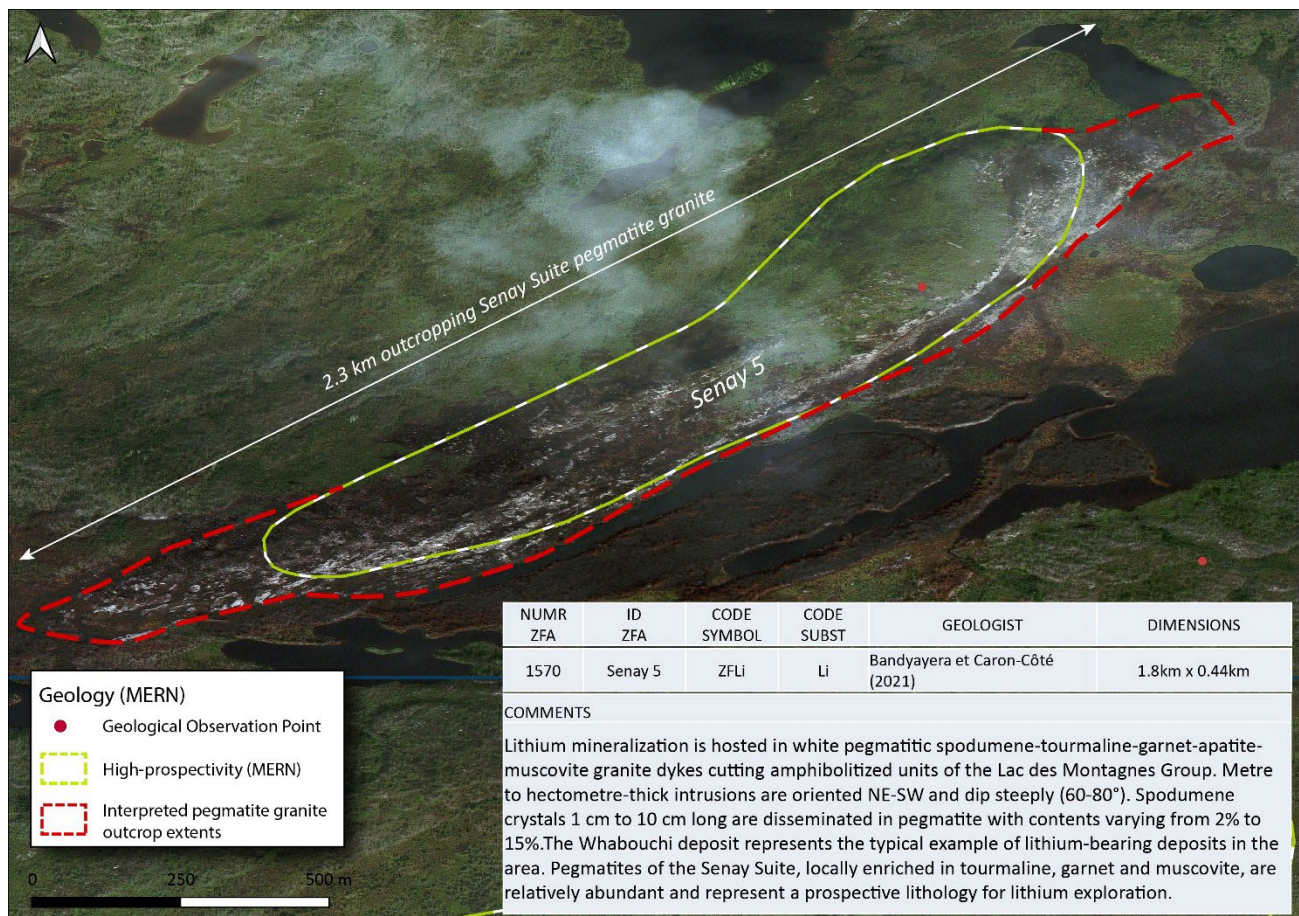 2.3 km outcropping Senay Suite pegmatite granite
Senay 5
Geology (MERN)
Geological Observation Point
High-prospectivity (MERN)
Interpreted pegmatite granite
outcrop extents
0 250 500 m
NUMR ZFA ID ZFA CODE SYMBOL CODE SUBST GEOLOGIST DIMENSIONS
1570 Senay 5 ZFLi Li Bandyayera et Caron-Côté (2021) 1.8km x 0.44km
COMMENTS
Lithium mineralization is hosted in white pegmatitic spodumene-tourmaline-garnet-apatite-
muscovite granite dykes cutting amphibolitized units of the Lac des Montagnes Group. Metre
to hectometre-thick intrusions are oriented NE-SW and dip steeply (60-80°). Spodumene
crystals 1 cm to 10 cm long are disseminated in pegmatite with contents varying from 2% to
15%.The Whabouchi deposit represents the typical example of lithium-bearing deposits in the
area. Pegmatites of the Senay Suite, locally enriched in tourmaline, garnet and muscovite, are
relatively abundant and represent a prospective lithology for lithium exploration.